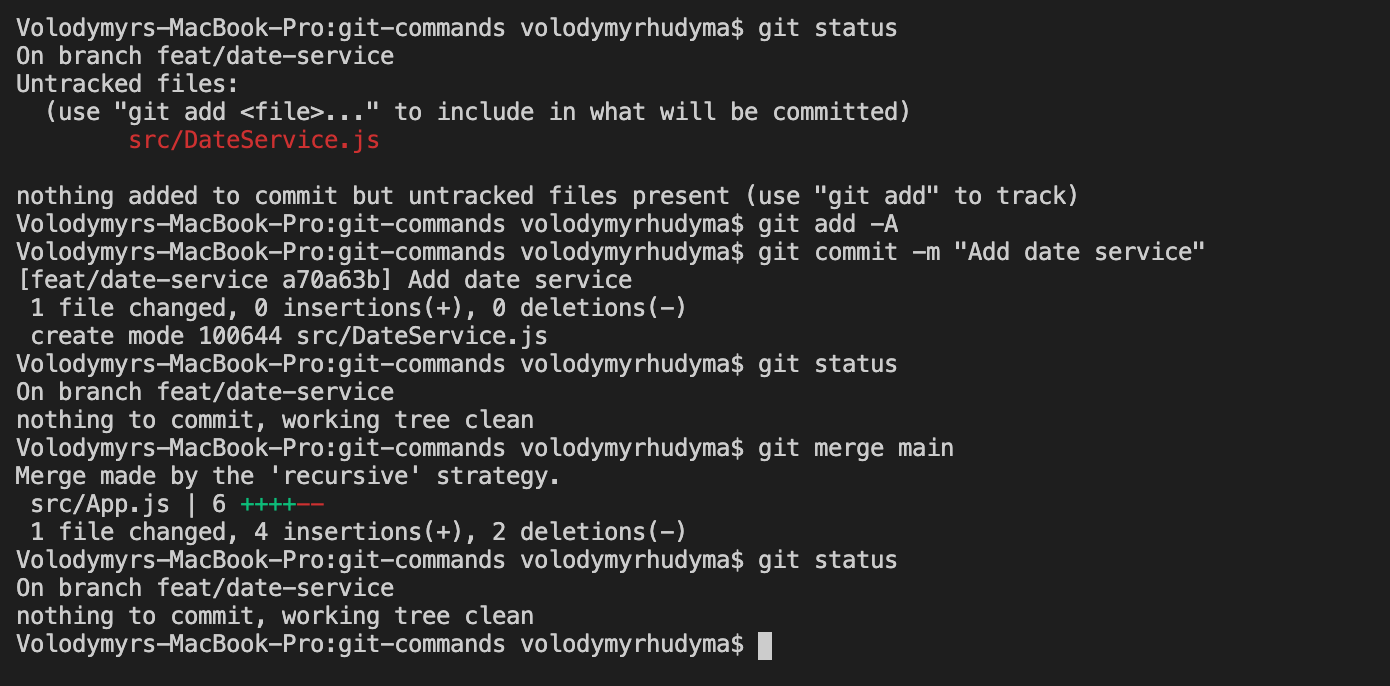 Volodymyrs-MacBook-Pro:git-commands volodymyrhudyma$ git status
On branch feat/date-service
Untracked files:
  (use "git add <file>..." to include in what will be committed)
        src/DateService.js

nothing added to commit but untracked files present (use "git add" to track)
Volodymyrs-MacBook-Pro:git-commands volodymyrhudyma$ git add -A
Volodymyrs-MacBook-Pro:git-commands volodymyrhudyma$ git commit -m "Add date service"
[feat/date-service a70a63b] Add date service
 1 file changed, 0 insertions(+), 0 deletions(-)
 create mode 100644 src/DateService.js
Volodymyrs-MacBook-Pro:git-commands volodymyrhudyma$ git status
On branch feat/date-service
nothing to commit, working tree clean
Volodymyrs-MacBook-Pro:git-commands volodymyrhudyma$ git merge main
Merge made by the 'recursive' strategy.
 src/App.js | 6 ++++--
 1 file changed, 4 insertions(+), 2 deletions(-)
Volodymyrs-MacBook-Pro:git-commands volodymyrhudyma$ git status
On branch feat/date-service
nothing to commit, working tree clean
Volodymyrs-MacBook-Pro:git-commands volodymyrhudyma$